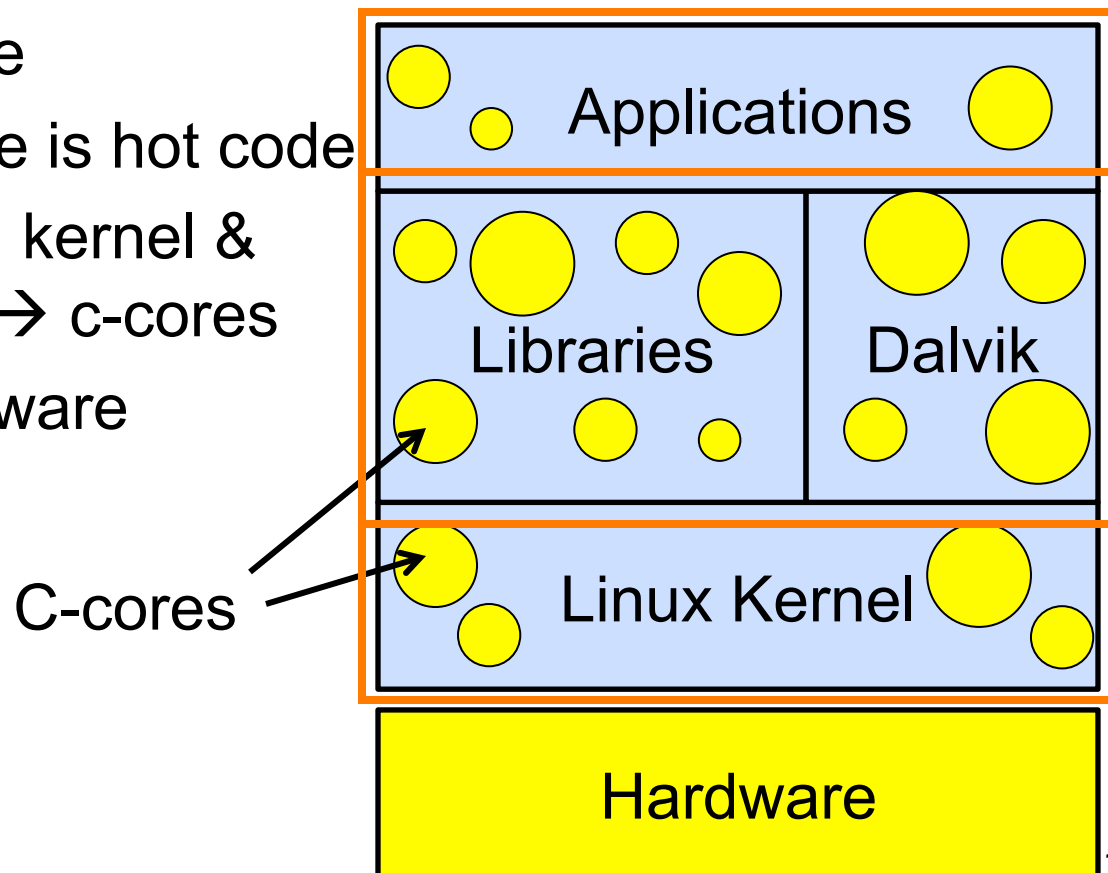 e
e is hot code
kernel &
→ c-cores
ware
C-cores
Applications
Libraries
Dalvik
Linux Kernel
Hardware